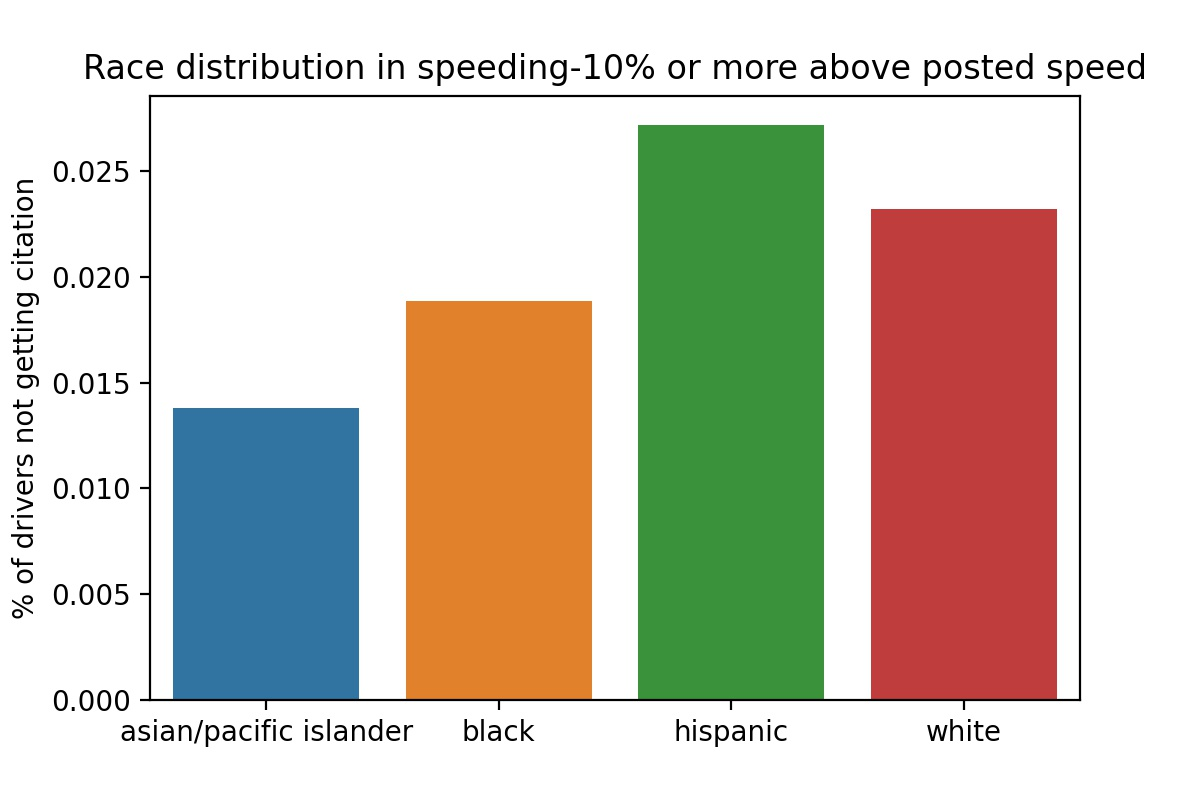 Race distribution in speeding-10% or more above posted speed
% of drivers not getting citation
0.025
0.020
0.015
0.010
0.005
0.000
asian/pacific islander black hispanic white